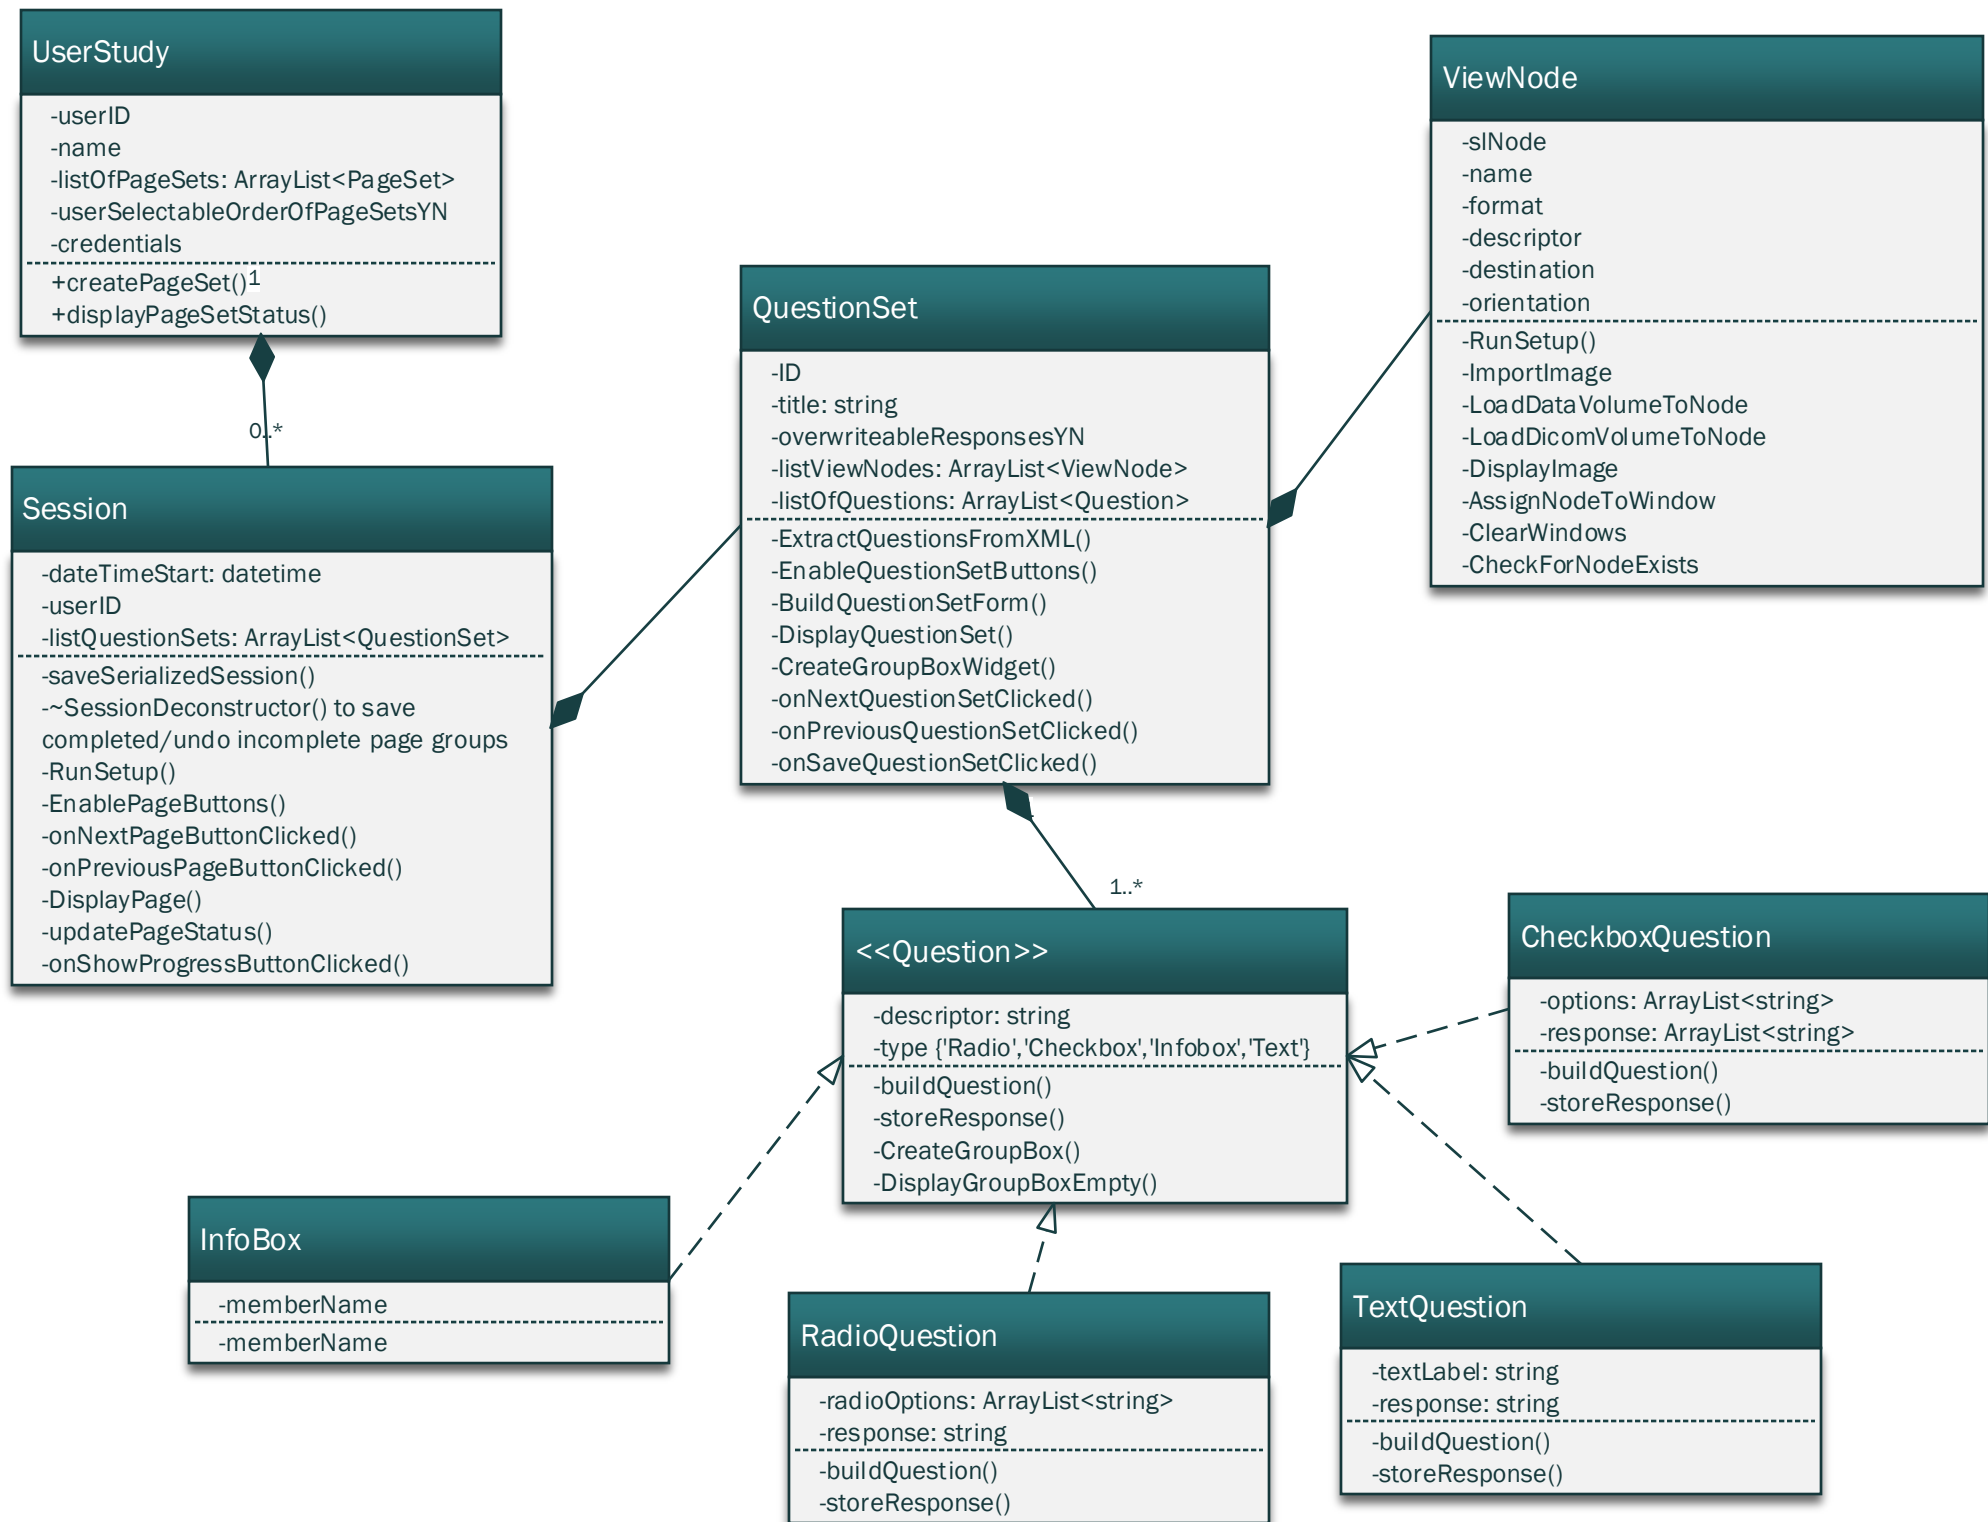 UserStudy
-userID
-name
-listOfPageSets: ArrayList<PageSet>
-userSelectableOrderOfPageSetsYN
-credentials
+createPageSet()
1
+displayPageSetStatus()
0..*
Session
-dateTimeStart: datetime
-userID
-listQuestionSets: ArrayList<QuestionSet>
-saveSerializedSession()
-~SessionDeconstructor() to save
completed/undo incomplete page groups
-RunSetup()
-EnablePageButtons()
-onNextPageButtonClicked()
-onPreviousPageButtonClicked()
-DisplayPage()
-updatePageStatus()
-onShowProgressButtonClicked()
QuestionSet
-ID
-title: string
-overwriteableResponsesYN
-listViewNodes: ArrayList<ViewNode>
-listOfQuestions: ArrayList<Question>
-ExtractQuestionsFromXML()
-EnableQuestionSetButtons()
-BuildQuestionSetForm()
-DisplayQuestionSet()
-CreateGroupBoxWidget()
-onNextQuestionSetClicked()
-onPreviousQuestionSetClicked()
-onSaveQuestionSetClicked()
1..*
ViewNode
-slNode
-name
-format
-descriptor
-destination
-orientation
-RunSetup()
-ImportImage
-LoadDataVolumeToNode
-LoadDicomVolumeToNode
-DisplayImage
-AssignNodeToWindow
-ClearWindows
-CheckForNodeExists
<<Question>>
-descriptor: string
-type {'Radio','Checkbox','Infobox','Text'}
-buildQuestion()
-storeResponse()
-CreateGroupBox()
-DisplayGroupBoxEmpty()
CheckboxQuestion
-options: ArrayList<string>
-response: ArrayList<string>
-buildQuestion()
-storeResponse()
InfoBox
-memberName
-memberName
RadioQuestion
-radioOptions: ArrayList<string>
-response: string
-buildQuestion()
-storeResponse()
TextQuestion
-textLabel: string
-response: string
-buildQuestion()
-storeResponse()